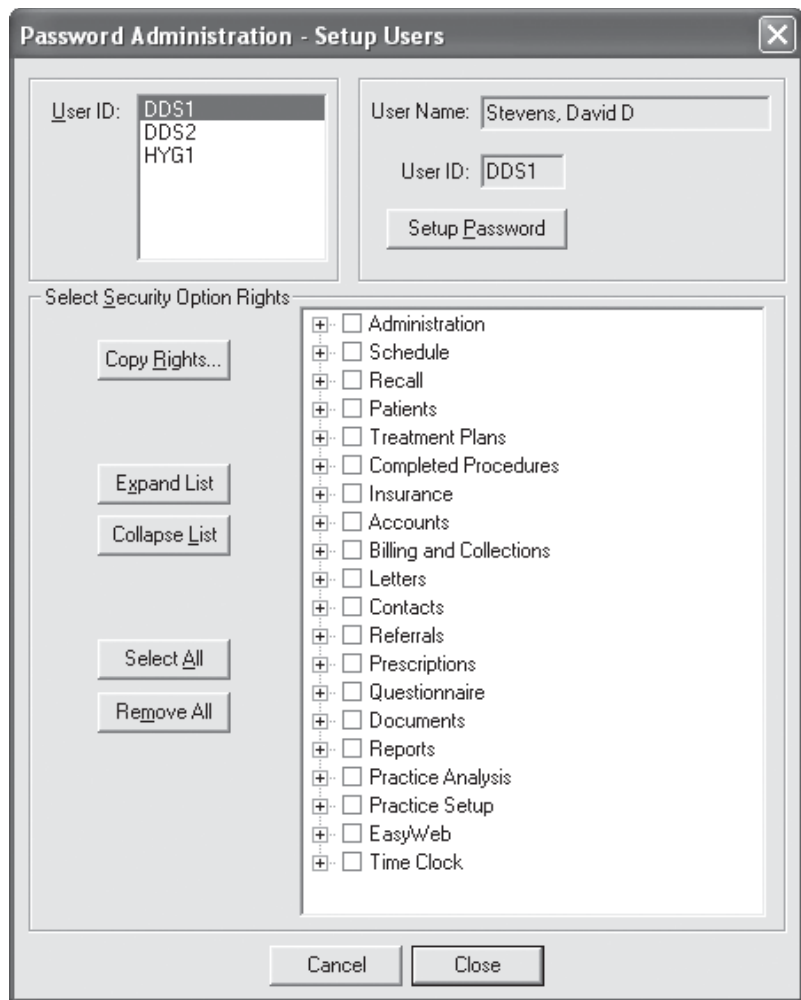 Password Administration - Setup Users
User ID:
DDS1
DDS2
HYG1
User Name: Stevens, David D
User ID: DDS1
Setup Password
Select Security Option Rights
Copy Rights...
Expand List
Collapse List
Select All
Remove All
Administration
Schedule
Recall
Patients
Treatment Plans
Completed Procedures
Insurance
Accounts
Billing and Collections
Letters
Contacts
Referrals
Prescriptions
Questionnaire
Documents
Reports
Practice Analysis
Practice Setup
EasyWeb
Time Clock
Cancel
Close